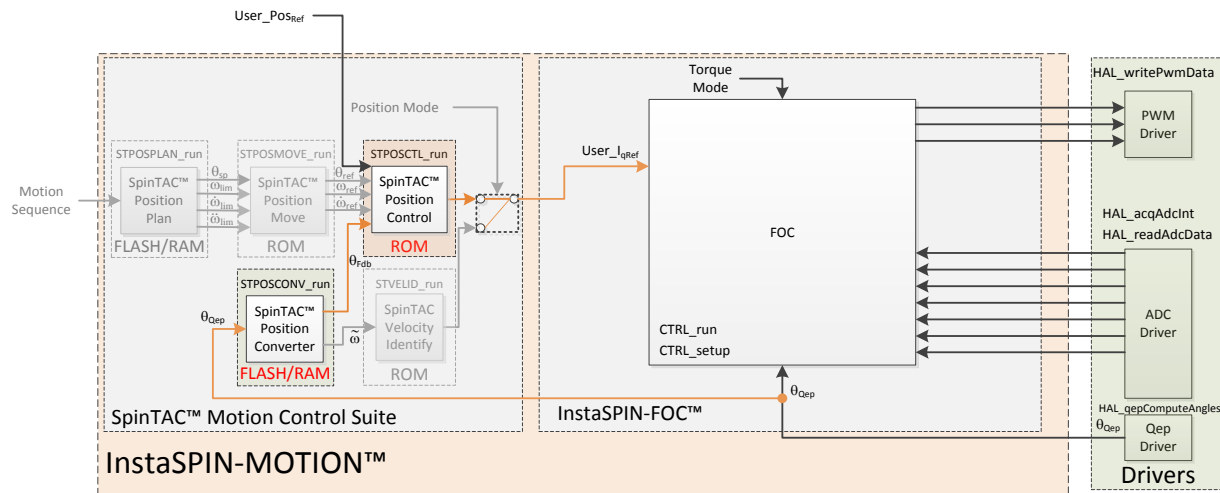 User_PosRef
Motion
Sequence
STPOSPLAN_run
SpinTAC™
Position
Plan
FLASH/RAM
θsp
ωlim
ω̇lim
ω̈lim
STPOSMOVE_run
SpinTAC™
Position
Move
ROM
θref
ωref
ω̇ref
Position Mode
STPOSCTL_run
SpinTAC™
Position
Control
ROM
θFdb
STPOSCONV_run
SpinTAC™
Position
Converter
FLASH/RAM
θQep
ω̃
STVELID_run
SpinTAC
Velocity
Identify
ROM
SpinTAC™ Motion Control Suite
User_IqRef
Torque
Mode
FOC
CTRL_run
CTRL_setup
θQep
InstaSPIN-FOC™
InstaSPIN-MOTION™
HAL_writePwmData
PWM
Driver
HAL_acqAdcInt
HAL_readAdcData
ADC
Driver
HAL_qepComputeAngles
θQep
Qep
Driver
Drivers